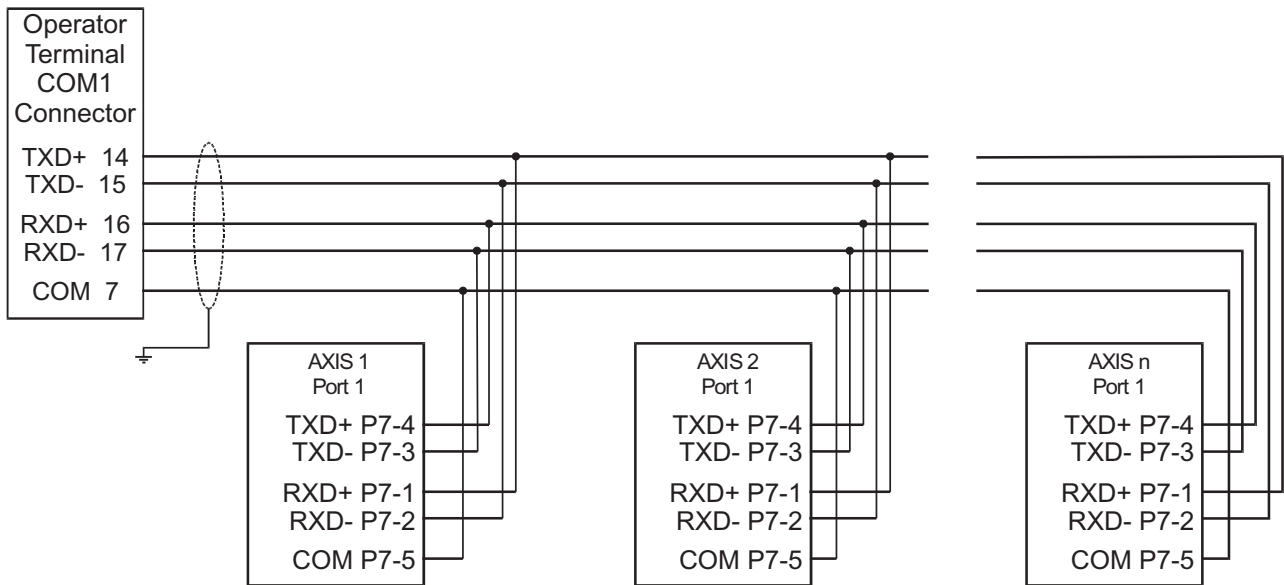 Operator
Terminal
COM1
Connector
TXD+ 14
TXD- 15
RXD+ 16
RXD- 17
COM 7
AXIS 1
Port 1
TXD+ P7-4
TXD- P7-3
RXD+ P7-1
RXD- P7-2
COM P7-5
AXIS 2
Port 1
TXD+ P7-4
TXD- P7-3
RXD+ P7-1
RXD- P7-2
COM P7-5
AXIS n
Port 1
TXD+ P7-4
TXD- P7-3
RXD+ P7-1
RXD- P7-2
COM P7-5